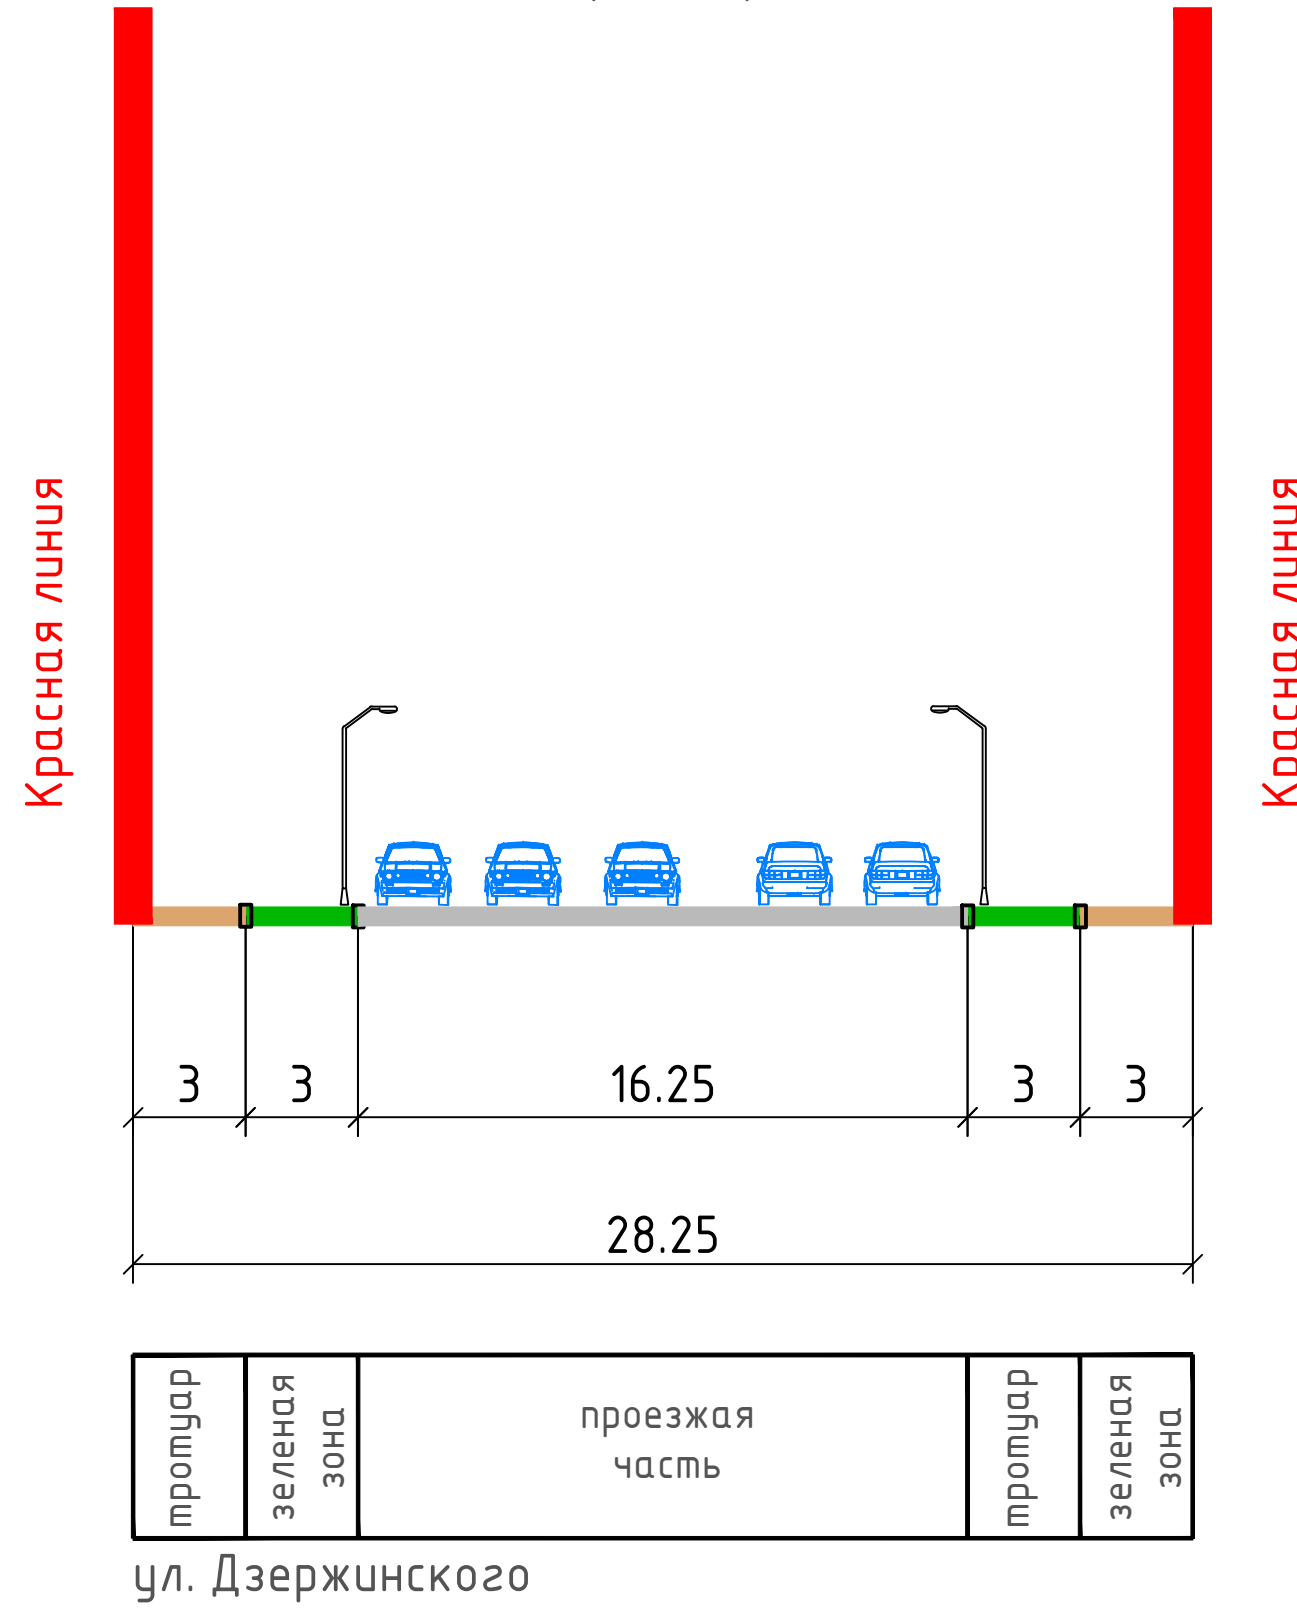 Красная линия
Красная линия
3
3
16.25
3
3
28.25
тротуар
зеленая
зона
проезжая
часть
тротуар
зеленая
зона
ул. Дзержинского